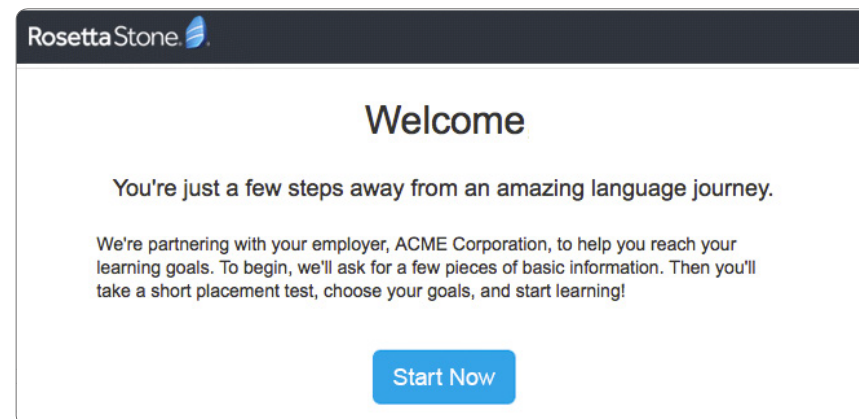 RosettaStone.
Welcome
You're just a few steps away from an amazing language journey.
We're partnering with your employer, ACME Corporation, to help you reach your
learning goals. To begin, we'll ask for a few pieces of basic information. Then you'll
take a short placement test, choose your goals, and start learning!
Start Now